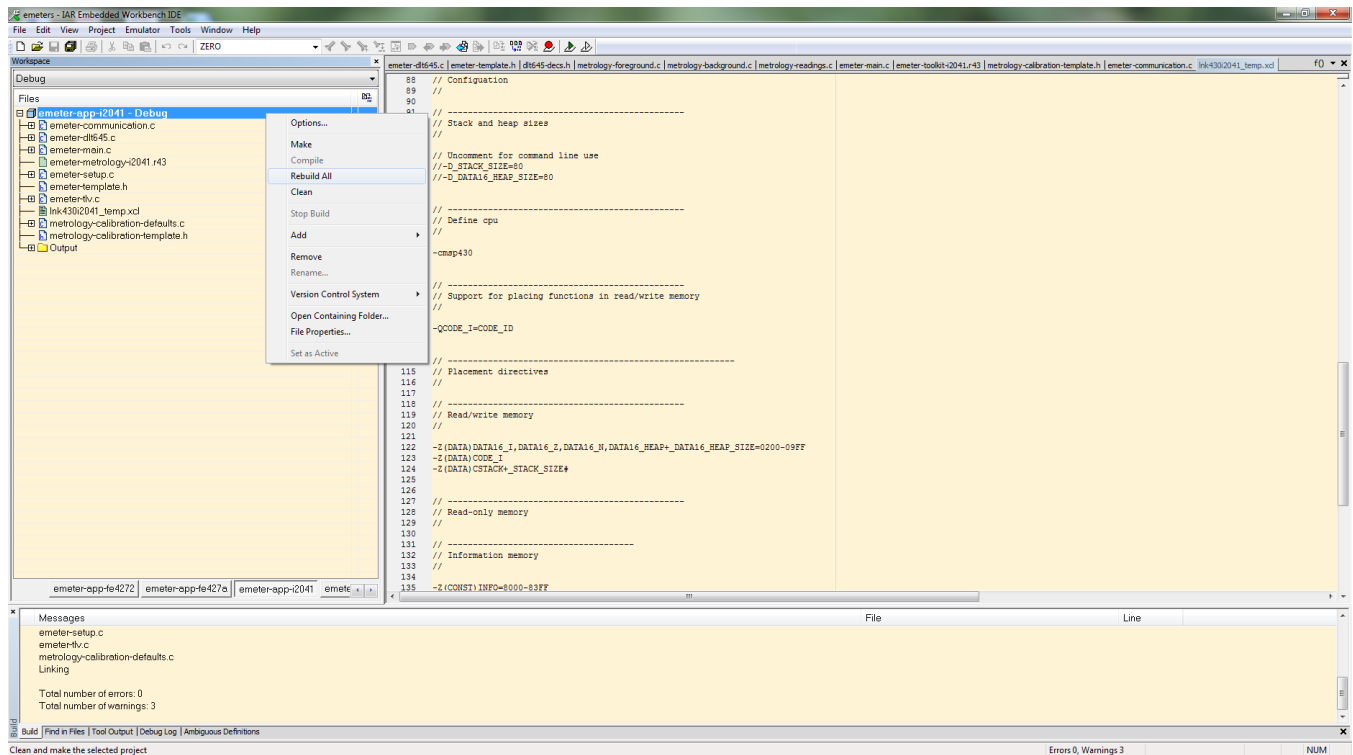 emeters - IAR Embedded Workbench IDE
File Edit View Project Emulator Tools Window Help
ZERO
Workspace
Debug
Files
emeter-app-i2041 - Debug
emeter-communication.c
emeter-dlt645.c
emeter-main.c
emeter-metrology-i2041.r43
emeter-setup.c
emeter-template.h
emeter-tlv.c
lnk430i2041_temp.xcl
metrology-calibration-defaults.c
metrology-calibration-template.h
Output
Options...
Make
Compile
Rebuild All
Clean
Stop Build
Add
Remove
Rename...
Version Control System
Open Containing Folder...
File Properties...
Set as Active
emeter-app-fe4272 emeter-app-fe427a emeter-app-i2041 emete
emeter-dlt645.c | emeter-template.h | dlt645-decs.h | metrology-foreground.c | metrology-background.c | metrology-readings.c | emeter-main.c | emeter-toolkit-i2041.r43 | metrology-calibration-template.h | emeter-communication.c lnk430i2041_temp.xcl f()
88 // Configuation
89 //
90
91 // ----------------------------------------------
// Stack and heap sizes
//
// Uncomment for command line use
//-D_STACK_SIZE=80
//-D_DATA16_HEAP_SIZE=80
// ----------------------------------------------
// Define cpu
//
-cmsp430
// ----------------------------------------------
// Support for placing functions in read/write memory
//
-QCODE_I=CODE_ID
// --------------------------------------------------------
115 // Placement directives
116 //
117
118 // ----------------------------------------------
119 // Read/write memory
120 //
121
122 -Z(DATA)DATA16_I,DATA16_Z,DATA16_N,DATA16_HEAP+_DATA16_HEAP_SIZE=0200-09FF
123 -Z(DATA)CODE_I
124 -Z(DATA)CSTACK+_STACK_SIZE#
125
126
127 // ----------------------------------------------
128 // Read-only memory
129 //
130
131 // ------------------------------------
132 // Information memory
133 //
134
135 -Z(CONST)INFO=8000-83FF
Messages File Line
emeter-setup.c
emeter-tlv.c
metrology-calibration-defaults.c
Linking
Total number of errors: 0
Total number of warnings: 3
Build
Build | Find in Files | Tool Output | Debug Log | Ambiguous Definitions
Clean and make the selected project Errors 0, Warnings 3 NUM